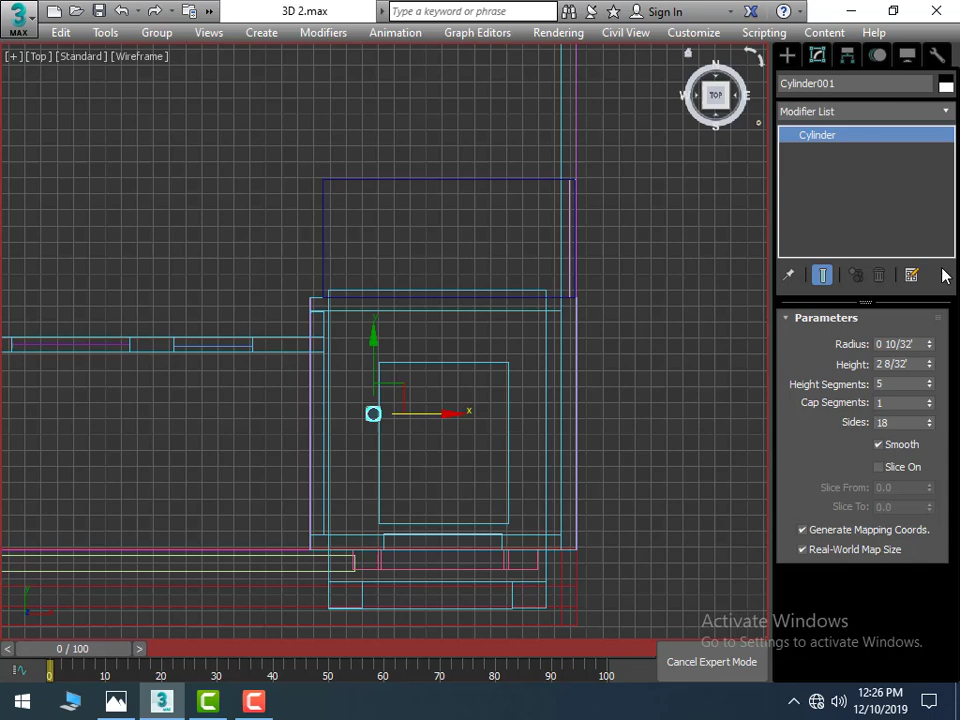 3
MAX
3D 2.max
Type a keyword or phrase
Sign In
Edit Tools Group Views Create Modifiers Animation Graph Editors Rendering Civil View Customize Scripting Content Help
[+] [Top] [Standard] [Wireframe]
N
W TOP E
S
Cylinder001
Modifier List
Cylinder
Parameters
Radius: 0 10/32'
Height: 2 8/32'
Height Segments: 5
Cap Segments: 1
Sides: 18
Smooth
Slice On
Slice From: 0.0
Slice To: 0.0
Generate Mapping Coords.
Real-World Map Size
y
x
y
Activate Windows
Go to Settings to activate Windows.
< 0 / 100 >
Cancel Expert Mode
0 10 20 30 40 50 60 70 80 90 100
3
MAX
C
C
12:26 PM
12/10/2019